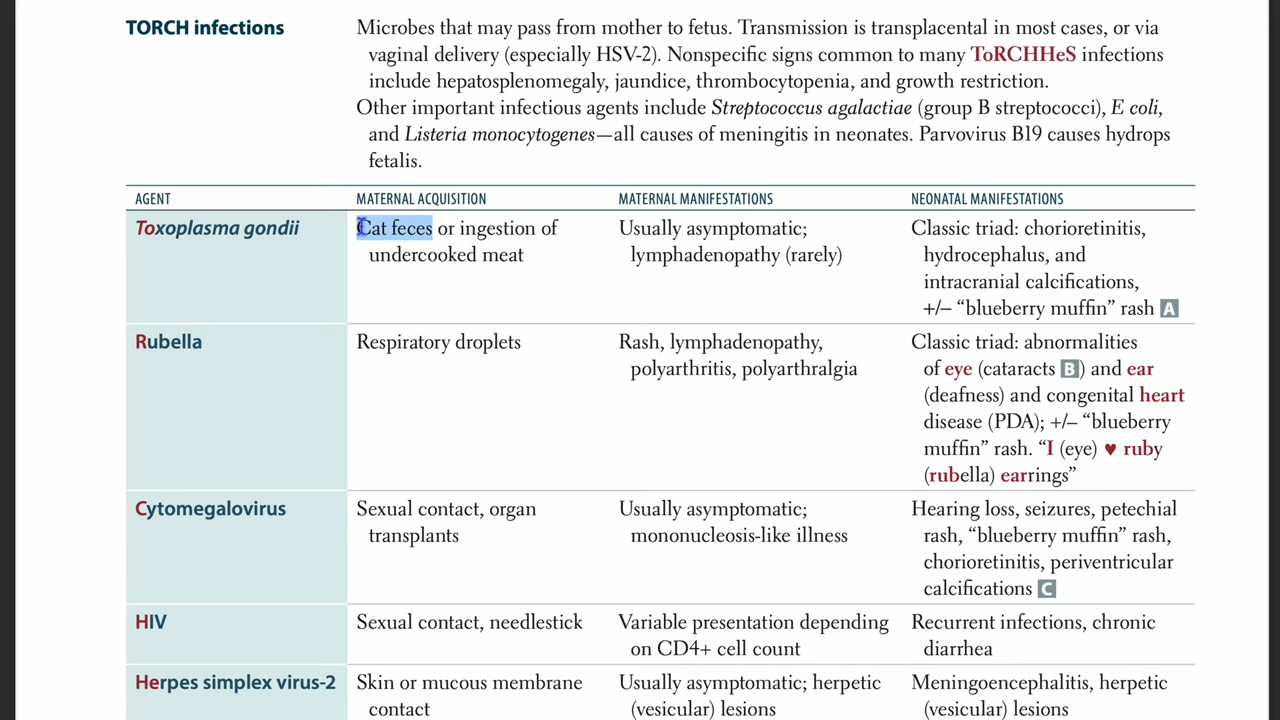 TORCH infections
Microbes that may pass from mother to fetus. Transmission is transplacental in most cases, or via
vaginal delivery (especially HSV-2). Nonspecific signs common to many ToRCHHeS infections
include hepatosplenomegaly, jaundice, thrombocytopenia, and growth restriction.
Other important infectious agents include Streptococcus agalactiae (group B streptococci), E coli,
and Listeria monocytogenes—all causes of meningitis in neonates. Parvovirus B19 causes hydrops
fetalis.
AGENT MATERNAL ACQUISITION MATERNAL MANIFESTATIONS NEONATAL MANIFESTATIONS
Toxoplasma gondii
Cat feces or ingestion of
undercooked meat
Usually asymptomatic;
lymphadenopathy (rarely)
Classic triad: chorioretinitis,
hydrocephalus, and
intracranial calcifications,
+/– “blueberry muffin” rash A
Rubella
Respiratory droplets
Rash, lymphadenopathy,
polyarthritis, polyarthralgia
Classic triad: abnormalities
of eye (cataracts B) and ear
(deafness) and congenital heart
disease (PDA); +/– “blueberry
muffin” rash. “I (eye) ♥ ruby
(rubella) earrings”
Cytomegalovirus
Sexual contact, organ
transplants
Usually asymptomatic;
mononucleosis-like illness
Hearing loss, seizures, petechial
rash, “blueberry muffin” rash,
chorioretinitis, periventricular
calcifications C
HIV
Sexual contact, needlestick
Variable presentation depending
on CD4+ cell count
Recurrent infections, chronic
diarrhea
Herpes simplex virus-2
Skin or mucous membrane
contact
Usually asymptomatic; herpetic
(vesicular) lesions
Meningoencephalitis, herpetic
(vesicular) lesions